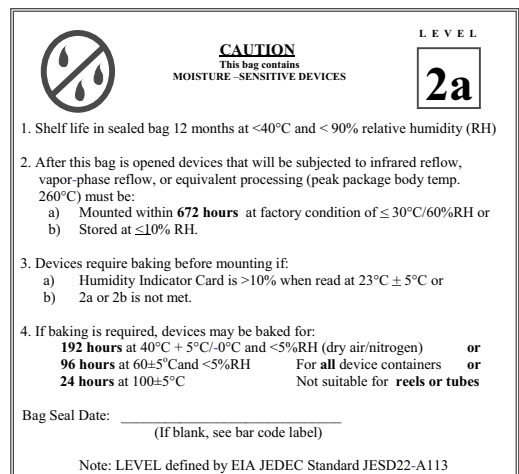 LEVEL
CAUTION
This bag contains
MOISTURE –SENSITIVE DEVICES
2a
1. Shelf life in sealed bag 12 months at <40°C and < 90% relative humidity (RH)
2. After this bag is opened devices that will be subjected to infrared reflow,
vapor-phase reflow, or equivalent processing (peak package body temp.
260°C) must be:
a) Mounted within 672 hours at factory condition of ≤ 30°C/60%RH or
b) Stored at ≤10% RH.
3. Devices require baking before mounting if:
a) Humidity Indicator Card is >10% when read at 23°C ± 5°C or
b) 2a or 2b is not met.
4. If baking is required, devices may be baked for:
192 hours at 40°C + 5°C/-0°C and <5%RH (dry air/nitrogen) or
96 hours at 60±5°Cand <5%RH For all device containers or
24 hours at 100±5°C Not suitable for reels or tubes
Bag Seal Date: ______________________________
(If blank, see bar code label)
Note: LEVEL defined by EIA JEDEC Standard JESD22-A113